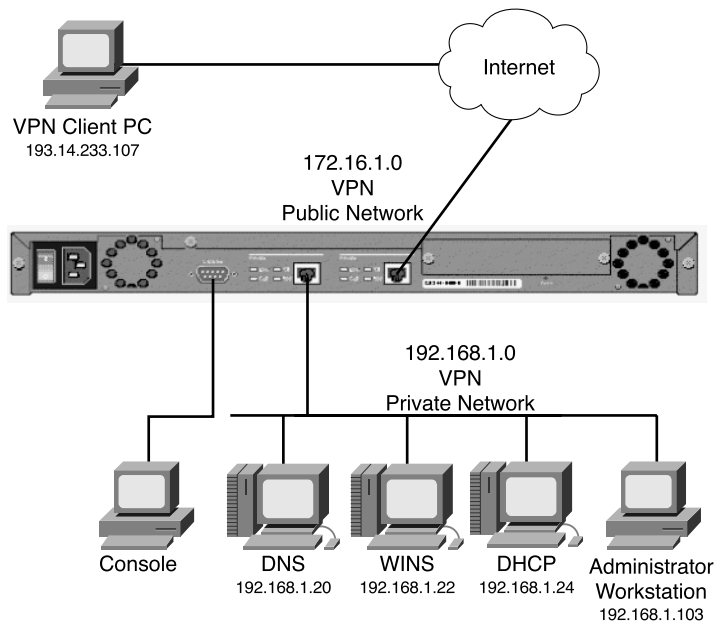 Internet
VPN Client PC
193.14.233.107
172.16.1.0
VPN
Public Network
Private
Private
192.168.1.0
VPN
Private Network
Console
DNS
192.168.1.20
WINS
192.168.1.22
DHCP
192.168.1.24
Administrator
Workstation
192.168.1.103